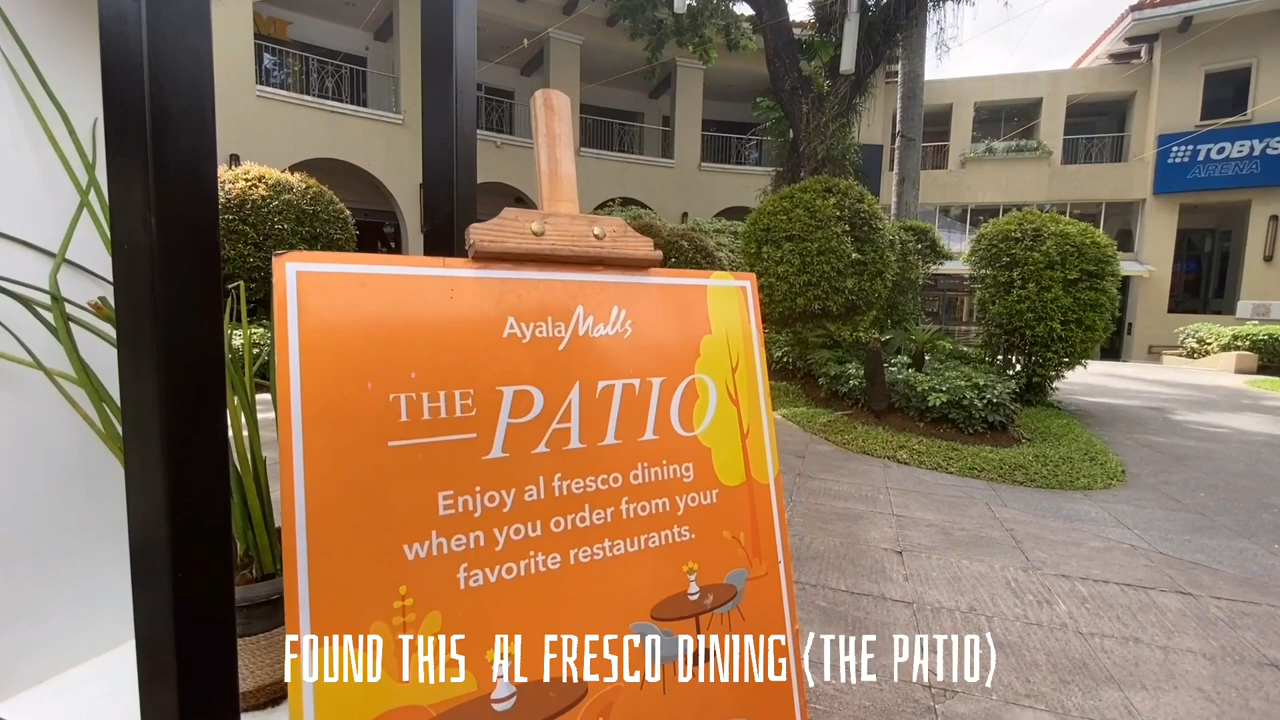 TOBYS
ARENA
Ayala Malls
THE PATIO
Enjoy al fresco dining
when you order from your
favorite restaurants.
FOUND THIS AL FRESCO DINING (THE PATIO)